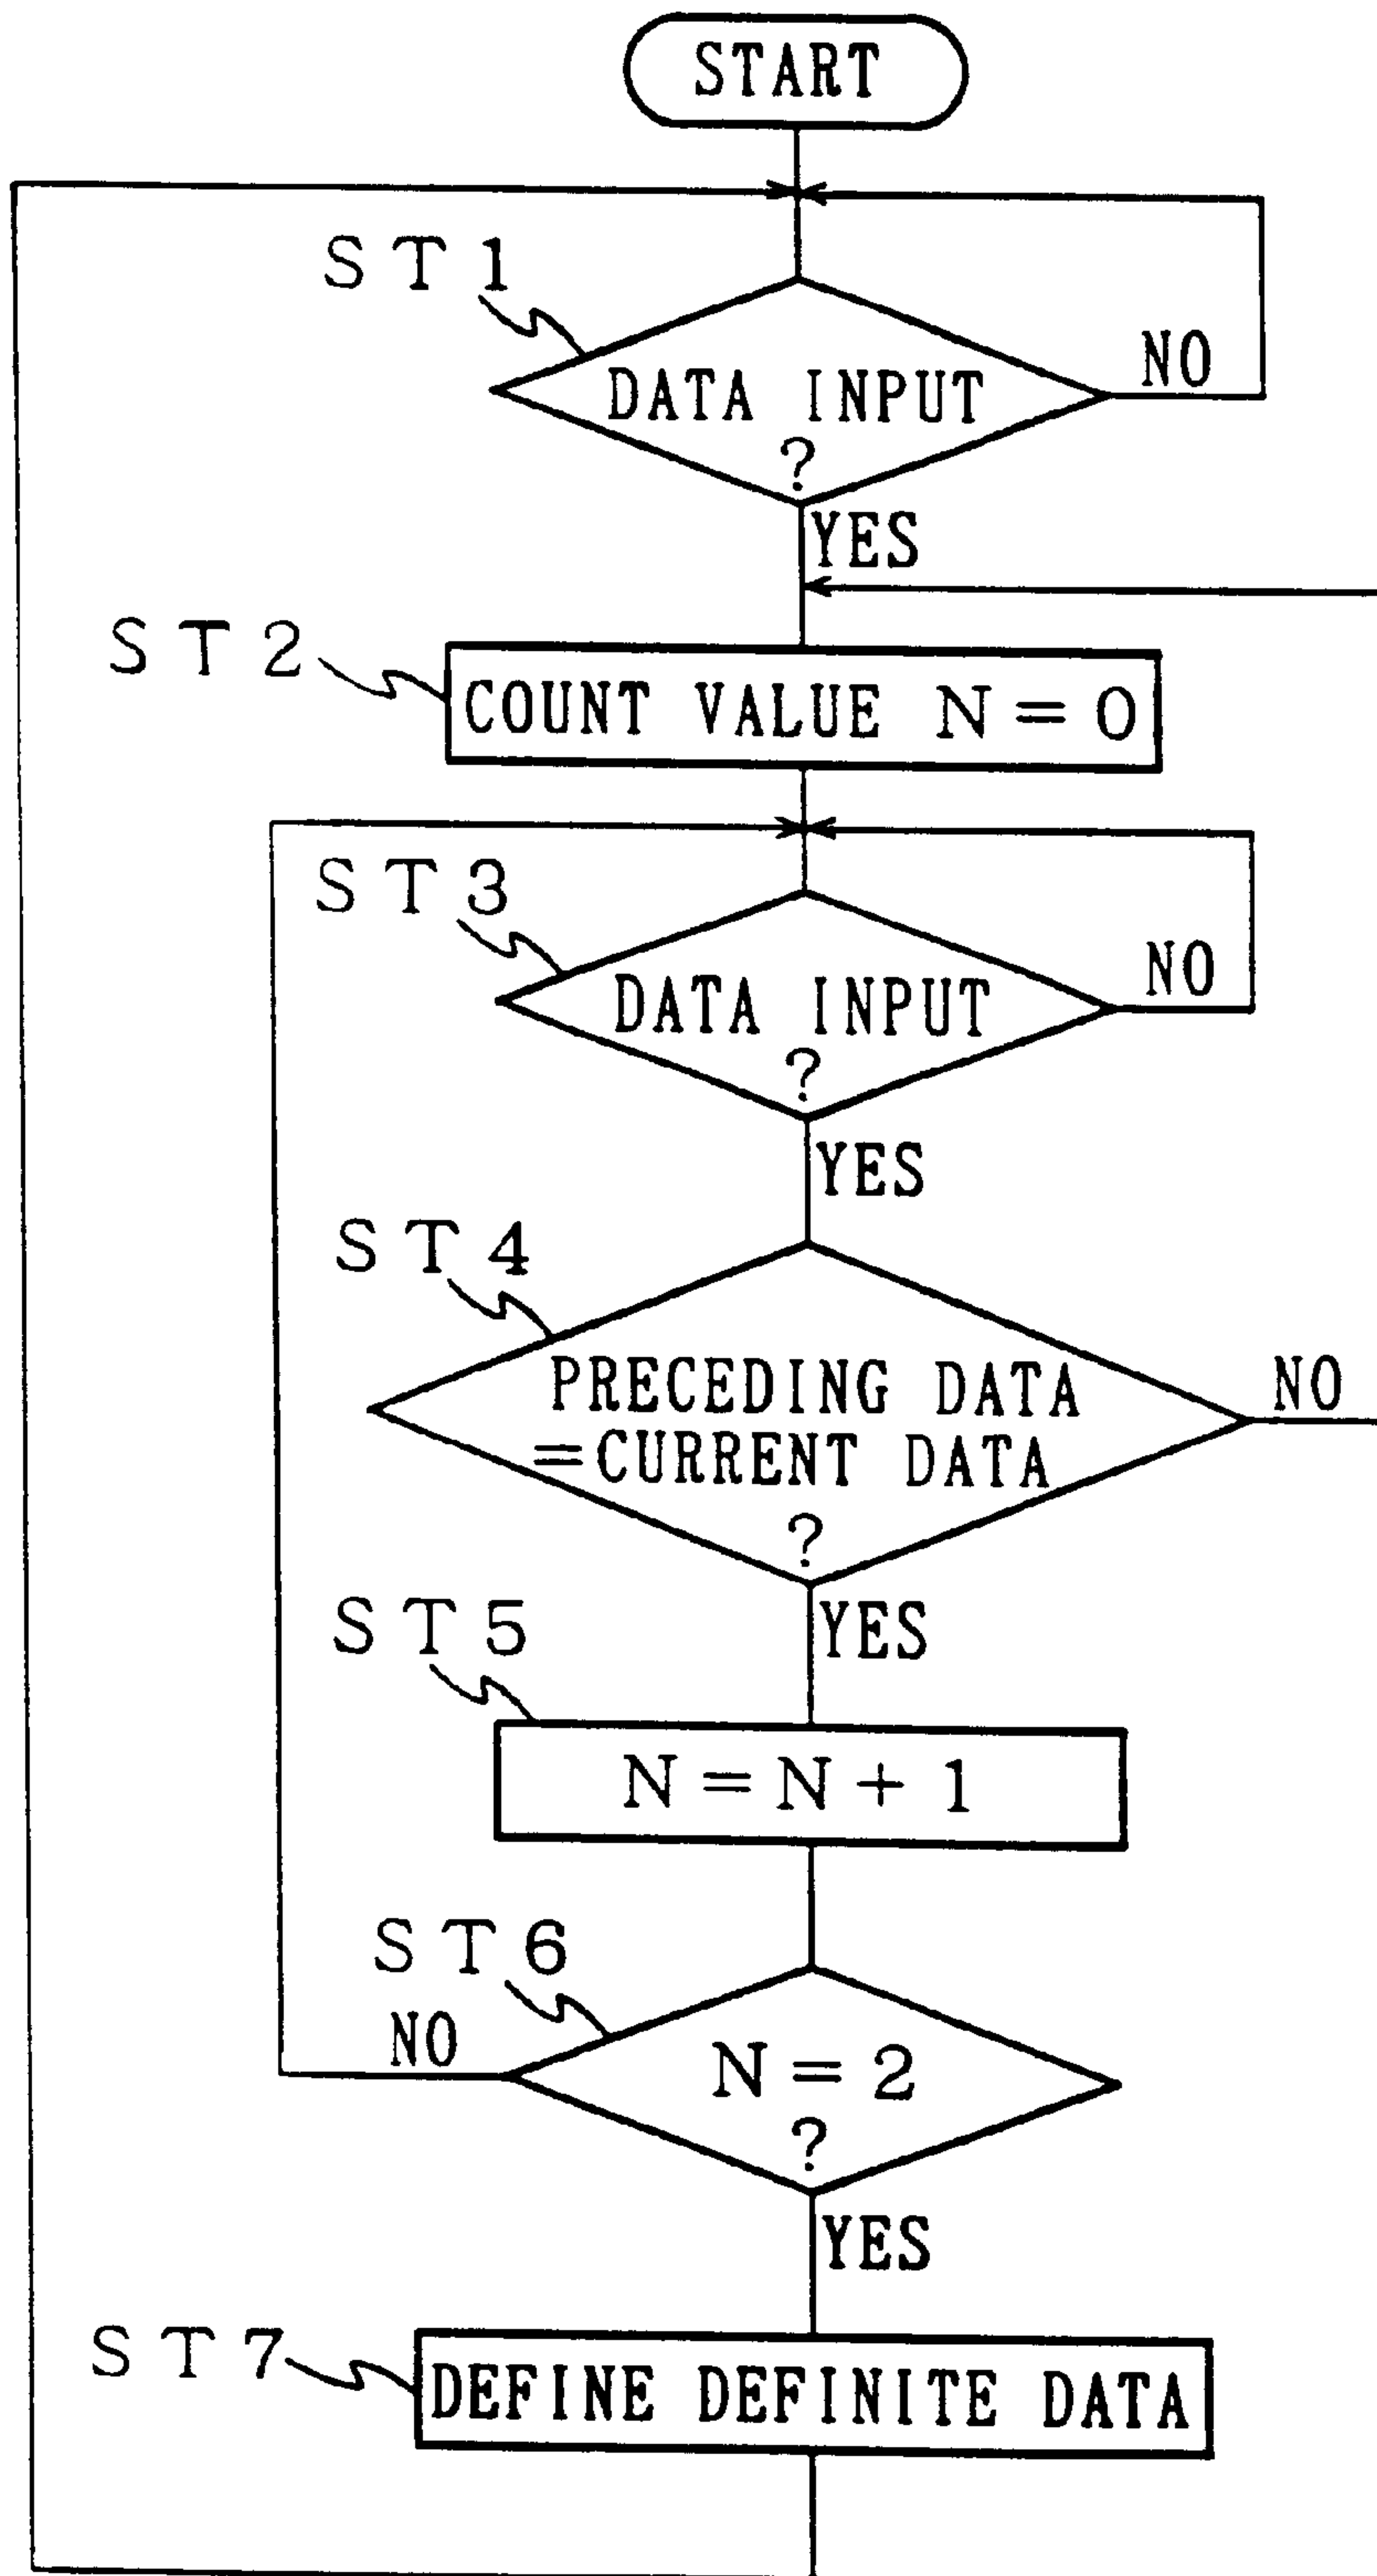 START
ST1
DATA INPUT
?
NO
YES
ST2
COUNT VALUE N=0
ST3
DATA INPUT
?
NO
YES
ST4
PRECEDING DATA
=CURRENT DATA
?
NO
YES
ST5
N=N+1
ST6
N=2
?
NO
YES
ST7
DEFINE DEFINITE DATA